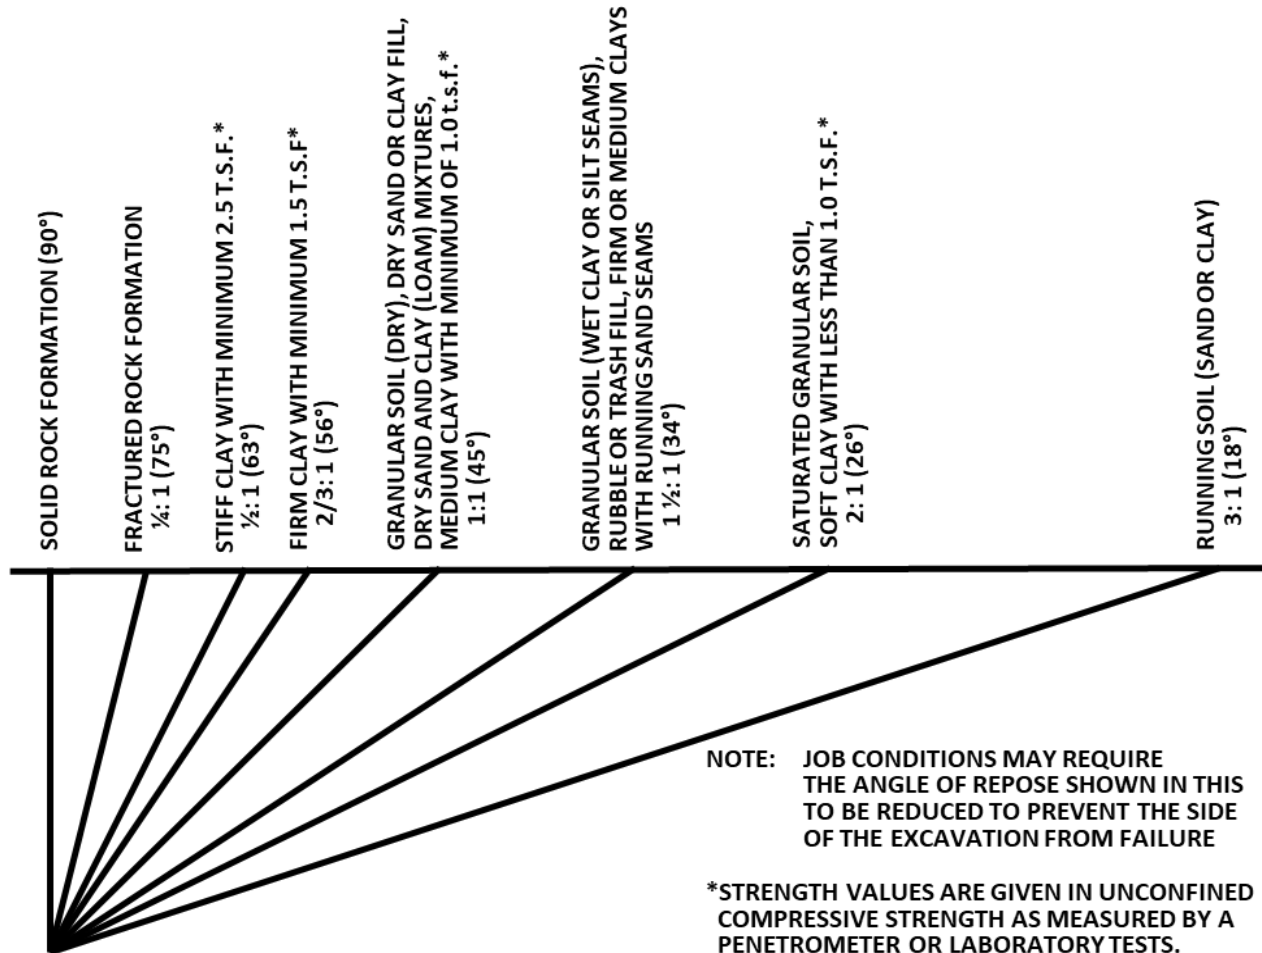 SOLID ROCK FORMATION (90°)
FRACTURED ROCK FORMATION
¼: 1 (75°)
STIFF CLAY WITH MINIMUM 2.5 T.S.F.*
½: 1 (63°)
FIRM CLAY WITH MINIMUM 1.5 T.S.F*
2/3: 1 (56°)
GRANULAR SOIL (DRY), DRY SAND OR CLAY FILL,
DRY SAND AND CLAY (LOAM) MIXTURES,
MEDIUM CLAY WITH MINIMUM OF 1.0 t.s.f.*
1:1 (45°)
GRANULAR SOIL (WET CLAY OR SILT SEAMS),
RUBBLE OR TRASH FILL, FIRM OR MEDIUM CLAYS
WITH RUNNING SAND SEAMS
1 ½: 1 (34°)
SATURATED GRANULAR SOIL,
SOFT CLAY WITH LESS THAN 1.0 T.S.F.*
2: 1 (26°)
RUNNING SOIL (SAND OR CLAY)
3: 1 (18°)
NOTE: JOB CONDITIONS MAY REQUIRE
THE ANGLE OF REPOSE SHOWN IN THIS
TO BE REDUCED TO PREVENT THE SIDE
OF THE EXCAVATION FROM FAILURE
*STRENGTH VALUES ARE GIVEN IN UNCONFINED
COMPRESSIVE STRENGTH AS MEASURED BY A
PENETROMETER OR LABORATORY TESTS.